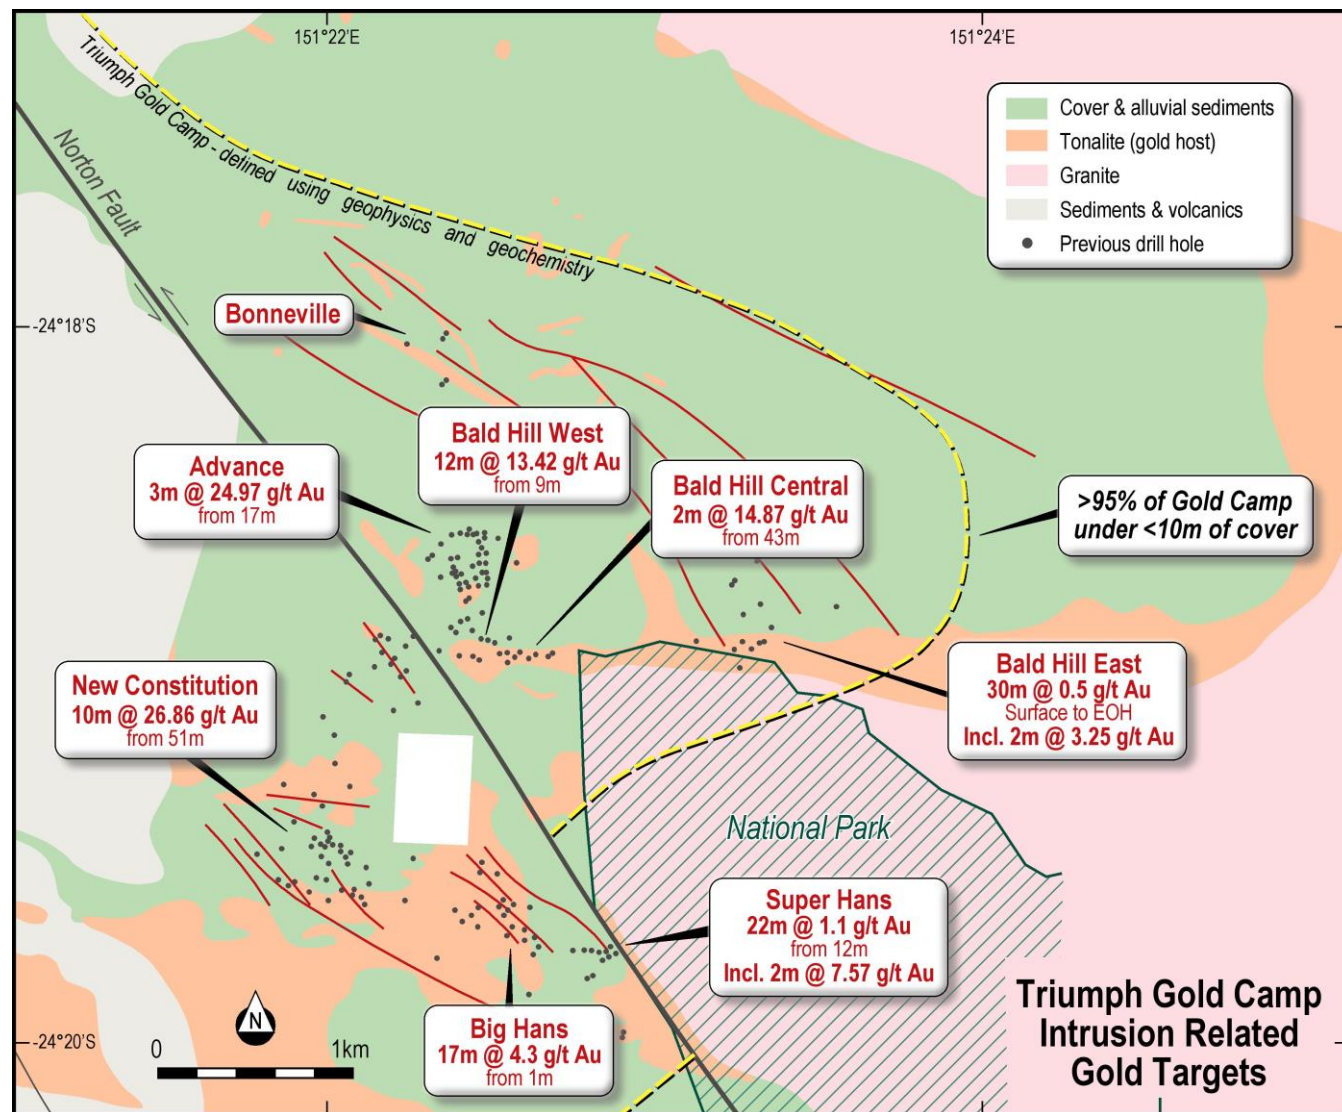 151°22'E
151°24'E
Triumph Gold Camp - defined using geophysics and geochemistry
Norton Fault
Cover & alluvial sediments
Tonalite (gold host)
Granite
Sediments & volcanics
Previous drill hole
-24°18'S
Bonneville
Bald Hill West
12m @ 13.42 g/t Au
from 9m
Advance
3m @ 24.97 g/t Au
from 17m
Bald Hill Central
2m @ 14.87 g/t Au
from 43m
>95% of Gold Camp
under <10m of cover
New Constitution
10m @ 26.86 g/t Au
from 51m
Bald Hill East
30m @ 0.5 g/t Au
Surface to EOH
Incl. 2m @ 3.25 g/t Au
National Park
Super Hans
22m @ 1.1 g/t Au
from 12m
Incl. 2m @ 7.57 g/t Au
Big Hans
17m @ 4.3 g/t Au
from 1m
N
0 1km
-24°20'S
Triumph Gold Camp
Intrusion Related
Gold Targets